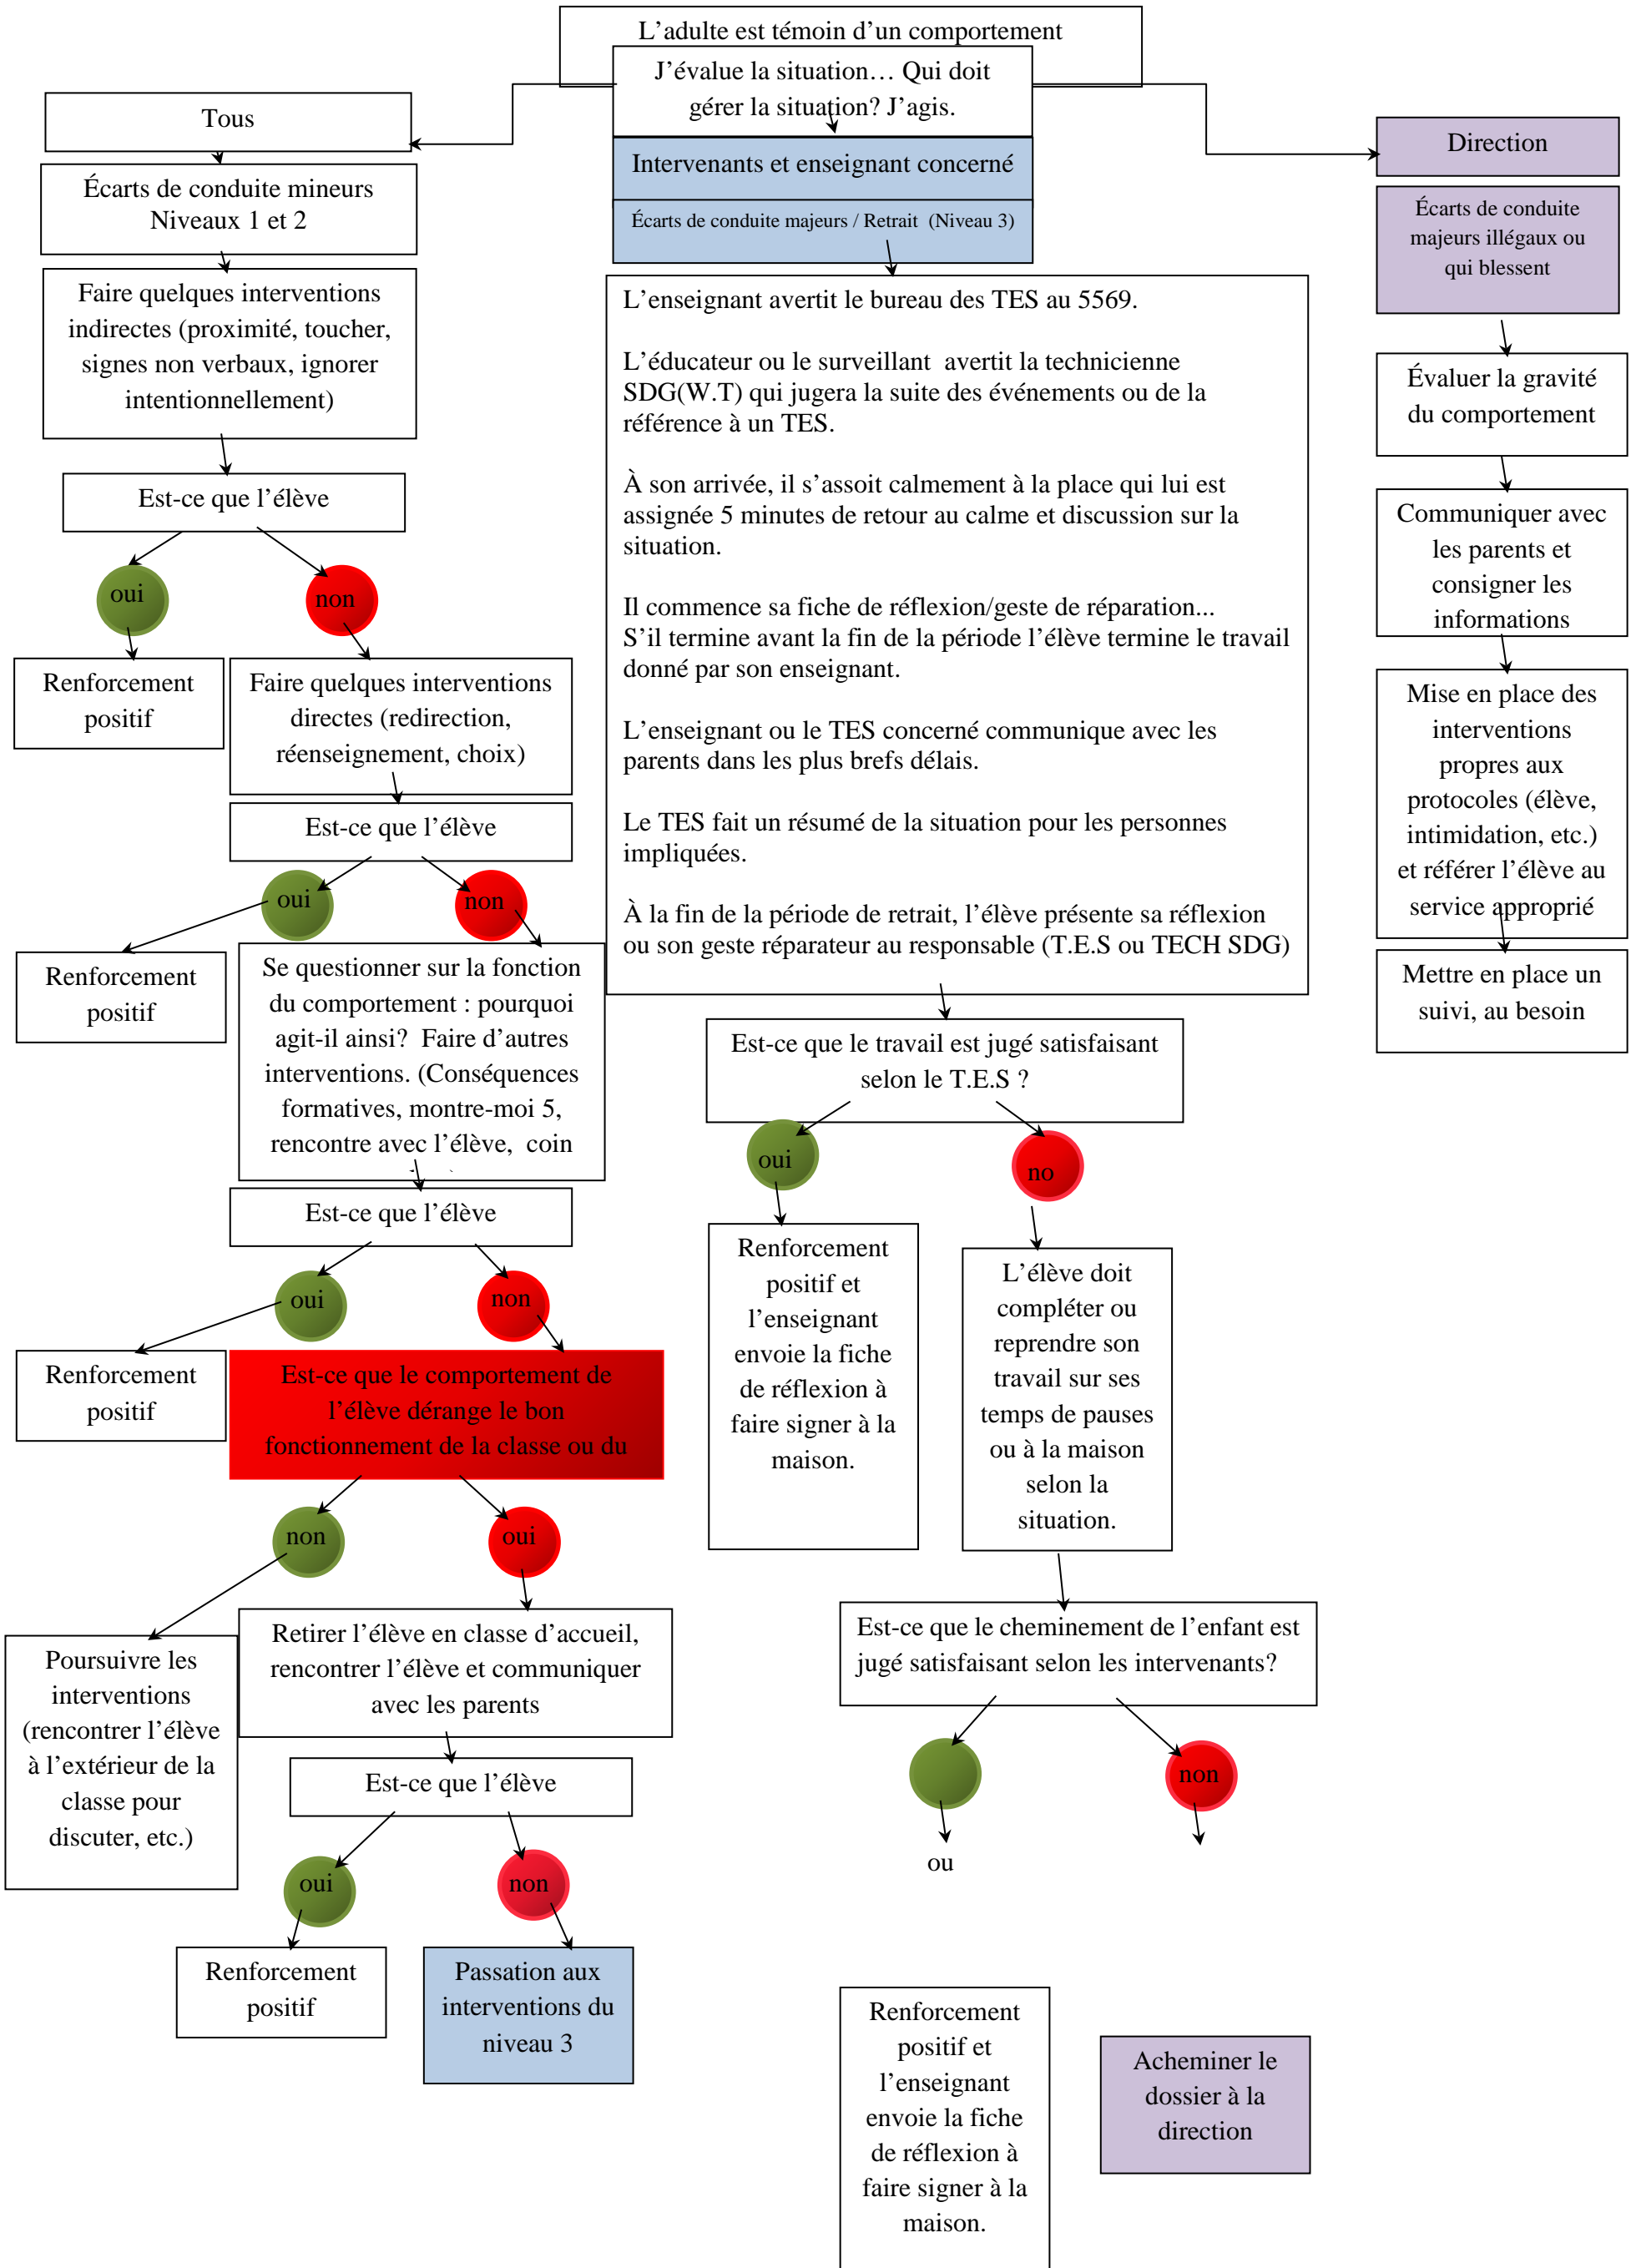 L’adulte est témoin d’un comportement
J’évalue la situation… Qui doit
gérer la situation? J’agis.
Tous
Écarts de conduite mineurs
Niveaux 1 et 2
Faire quelques interventions
indirectes (proximité, toucher,
signes non verbaux, ignorer
intentionnellement)
Est-ce que l’élève
oui
non
Renforcement
positif
Faire quelques interventions
directes (redirection,
réenseignement, choix)
Est-ce que l’élève
oui
non
Renforcement
positif
Se questionner sur la fonction
du comportement : pourquoi
agit-il ainsi?  Faire d’autres
interventions. (Conséquences
formatives, montre-moi 5,
rencontre avec l’élève,  coin
Est-ce que l’élève
oui
non
Renforcement
positif
Est-ce que le comportement de
l’élève dérange le bon
fonctionnement de la classe ou du
non
oui
Poursuivre les
interventions
(rencontrer l’élève
à l’extérieur de la
classe pour
discuter, etc.)
Retirer l’élève en classe d’accueil,
rencontrer l’élève et communiquer
avec les parents
Est-ce que l’élève
oui
non
Renforcement
positif
Passation aux
interventions du
niveau 3
Intervenants et enseignant concerné
Écarts de conduite majeurs / Retrait  (Niveau 3)
L’enseignant avertit le bureau des TES au 5569.
L’éducateur ou le surveillant  avertit la technicienne
SDG(W.T) qui jugera la suite des événements ou de la
référence à un TES.
À son arrivée, il s’assoit calmement à la place qui lui est
assignée 5 minutes de retour au calme et discussion sur la
situation.
Il commence sa fiche de réflexion/geste de réparation...
S’il termine avant la fin de la période l’élève termine le travail
donné par son enseignant.
L’enseignant ou le TES concerné communique avec les
parents dans les plus brefs délais.
Le TES fait un résumé de la situation pour les personnes
impliquées.
À la fin de la période de retrait, l’élève présente sa réflexion
ou son geste réparateur au responsable (T.E.S ou TECH SDG)
Est-ce que le travail est jugé satisfaisant
selon le T.E.S ?
oui
no
Renforcement
positif et
l’enseignant
envoie la fiche
de réflexion à
faire signer à la
maison.
L’élève doit
compléter ou
reprendre son
travail sur ses
temps de pauses
ou à la maison
selon la
situation.
Est-ce que le cheminement de l’enfant est
jugé satisfaisant selon les intervenants?
non
ou
Renforcement
positif et
l’enseignant
envoie la fiche
de réflexion à
faire signer à la
maison.
Acheminer le
dossier à la
direction
Direction
Écarts de conduite
majeurs illégaux ou
qui blessent
Évaluer la gravité
du comportement
Communiquer avec
les parents et
consigner les
informations
Mise en place des
interventions
propres aux
protocoles (élève,
intimidation, etc.)
et référer l’élève au
service approprié
Mettre en place un
suivi, au besoin